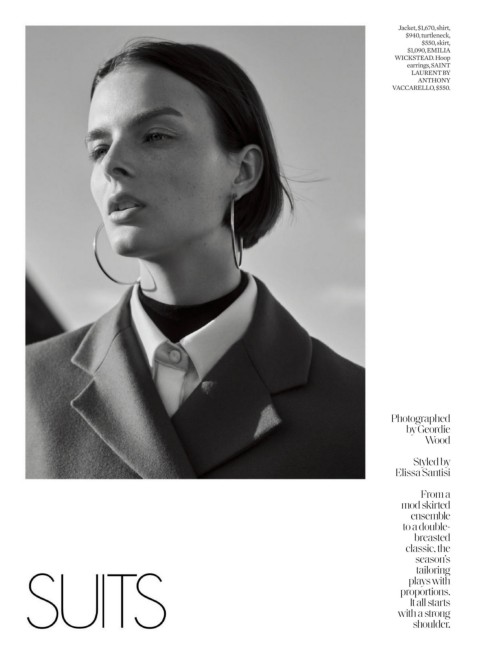 Jacket, $1,670, shirt,
$940, turtleneck,
$550, skirt,
$1,090, EMILIA
WICKSTEAD. Hoop
earrings, SAINT
LAURENT BY
ANTHONY
VACCARELLO, $550.
Photographed
by Geordie
Wood
Styled by
Elissa Santisi
From a
mod skirted
ensemble
to a double-
breasted
classic, the
season's
tailoring
plays with
proportions.
It all starts
with a strong
shoulder.
SUITS